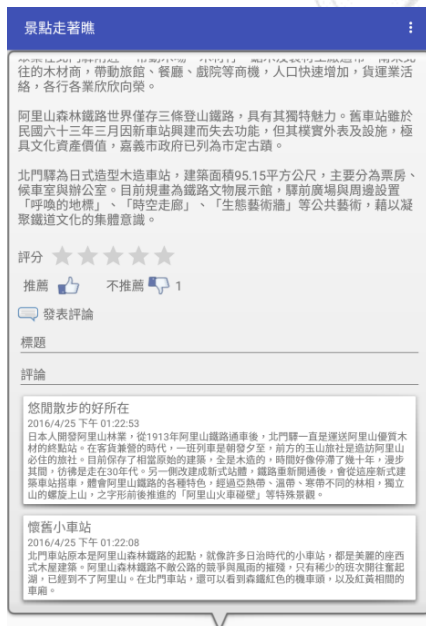 景點走著瞧
往的木材商，帶動旅館、餐廳、戲院等商機，人口快速增加，貨運業活
絡，各行各業欣欣向榮。
阿里山森林鐵路世界僅存三條登山鐵路，具有其獨特魅力。舊車站雖於
民國六十三年三月因新車站興建而失去功能，但其樸實外表及設施，極
具文化資產價值，嘉義市政府已列為市定古蹟。
北門驛為日式造型木造車站，建築面積95.15平方公尺，主要分為票房、
候車室與辦公室。目前規畫為鐵路文物展示館，驛前廣場與周邊設置
「呼喚的地標」、「時空走廊」、「生態藝術牆」等公共藝術，藉以凝
聚鐵道文化的集體意識。
評分
推薦 不推薦 1
發表評論
標題
評論
悠閒散步的好所在
2016/4/25 下午 01:22:53
日本人開發阿里山林業，從1913年阿里山鐵路通車後，北門驛一直是運送阿里山優質木
材的終點站。在客貨兼營的時代，一班列車是朝發夕至，前方的玉山旅社是造訪阿里山
必住的旅社。目前保存了相當原始的建築，全是木造的，時間好像停滯了幾十年，漫步
其間，彷彿是走在30年代。另一側改建成新式站體，鐵路重新開通後，會從這座新式建
築車站搭車，體會阿里山鐵路的各種特色，經過亞熱帶、溫帶、寒帶不同的林相，獨立
山的螺旋上山，之字形前後推進的「阿里山火車碰壁」等特殊景觀。
懷舊小車站
2016/4/25 下午 01:22:08
北門車站原本是阿里山森林鐵路的起點，就像許多日治時代的小車站，都是美麗的座西
式木屋建築。阿里山森林鐵路不敵公路的競爭與風雨的摧殘，只有稀少的班次開往奮起
湖，已經到不了阿里山。在北門車站，還可以看到森鐵紅色的機車頭，以及紅黃相間的
車廂。